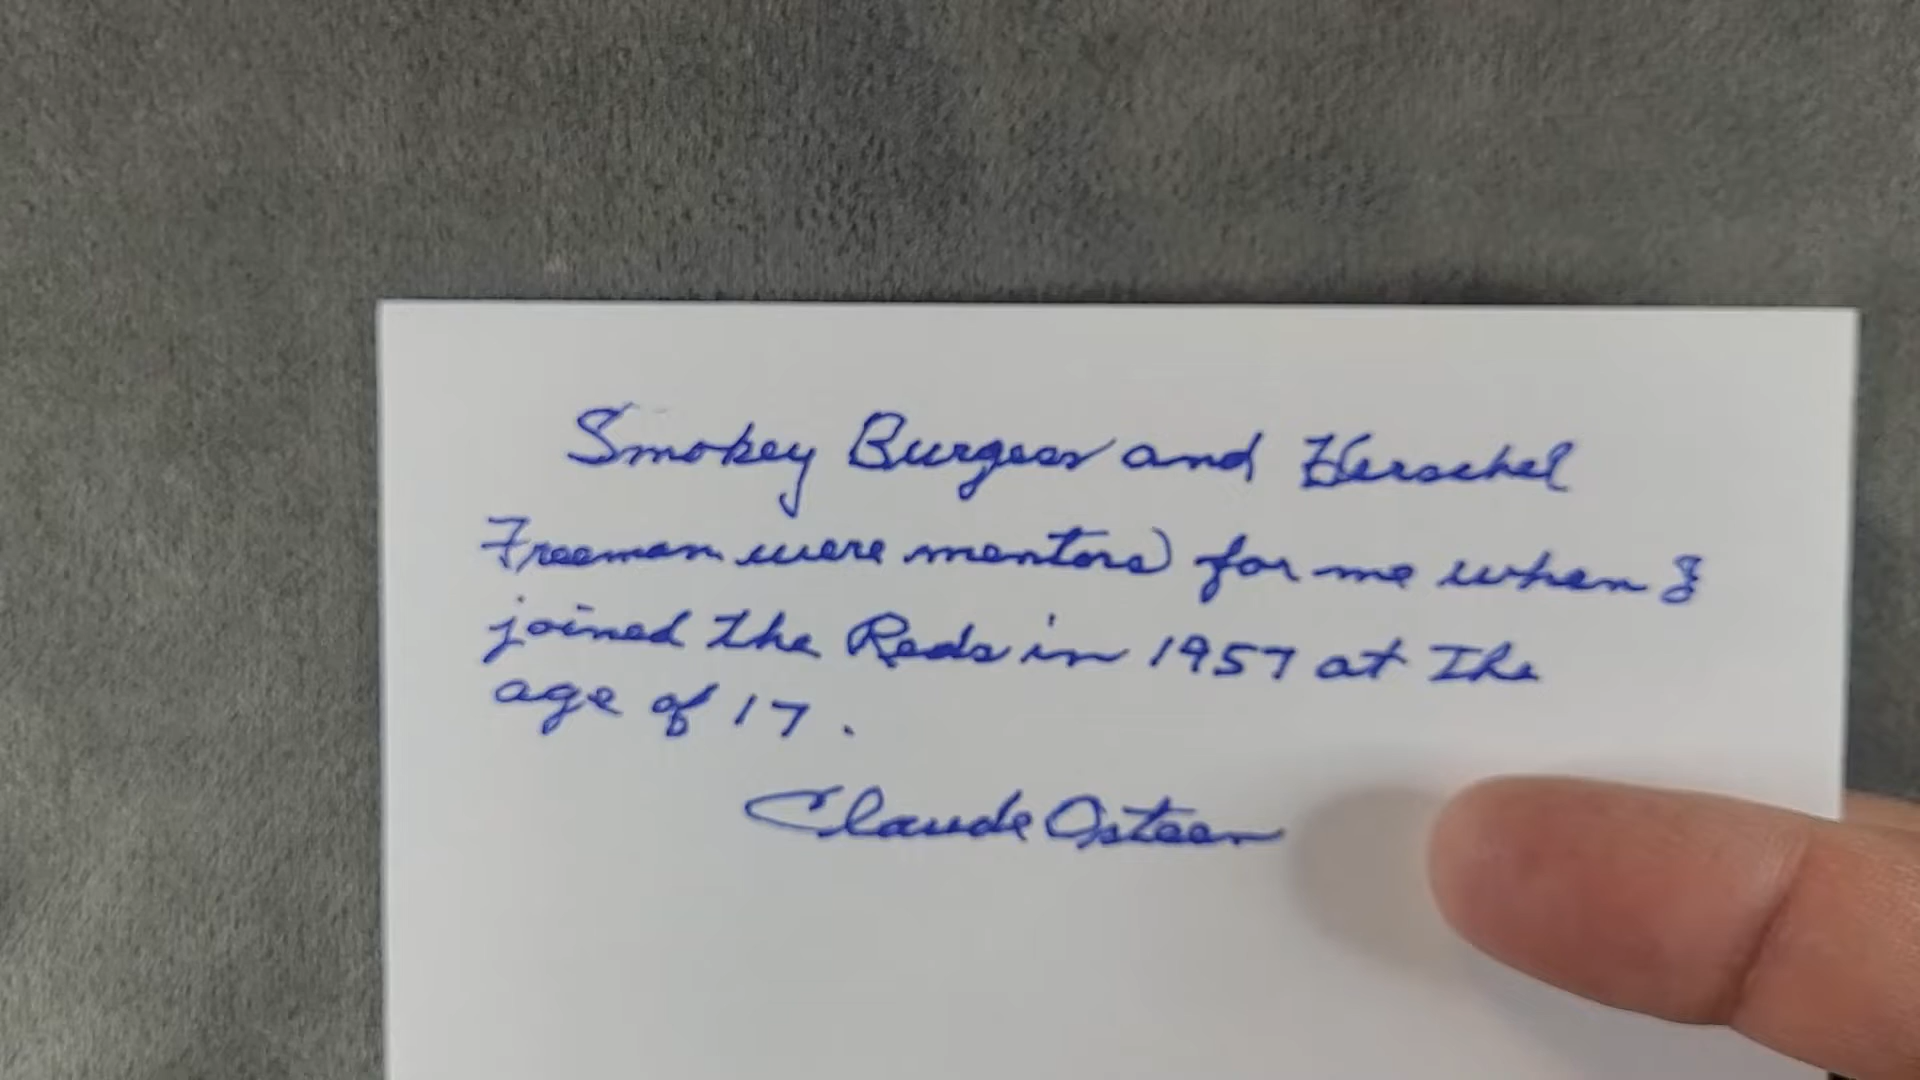 Smokey Burgess and Herschel
Freeman were mentors for me when I
joined the Reds in 1957 at the
age of 17.
Claude Osteen